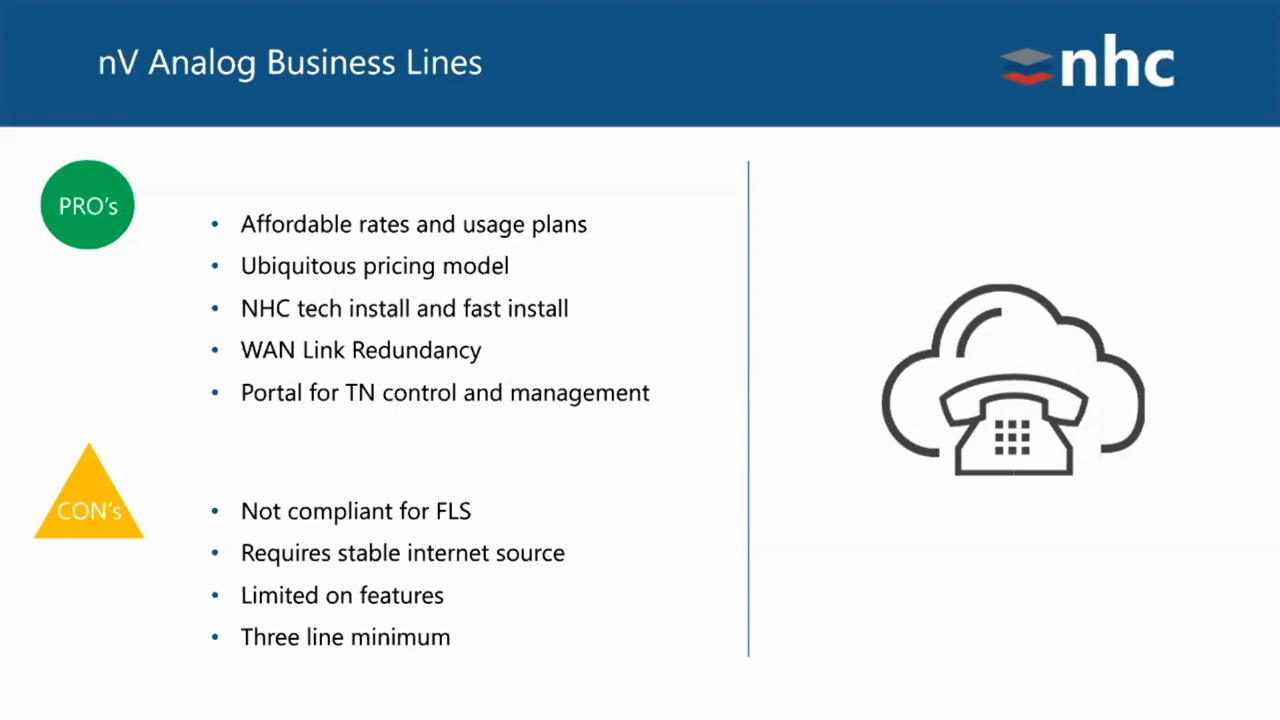 nV Analog Business Lines
nhc
PRO's
• Affordable rates and usage plans
• Ubiquitous pricing model
• NHC tech install and fast install
• WAN Link Redundancy
• Portal for TN control and management
CON's
• Not compliant for FLS
• Requires stable internet source
• Limited on features
• Three line minimum